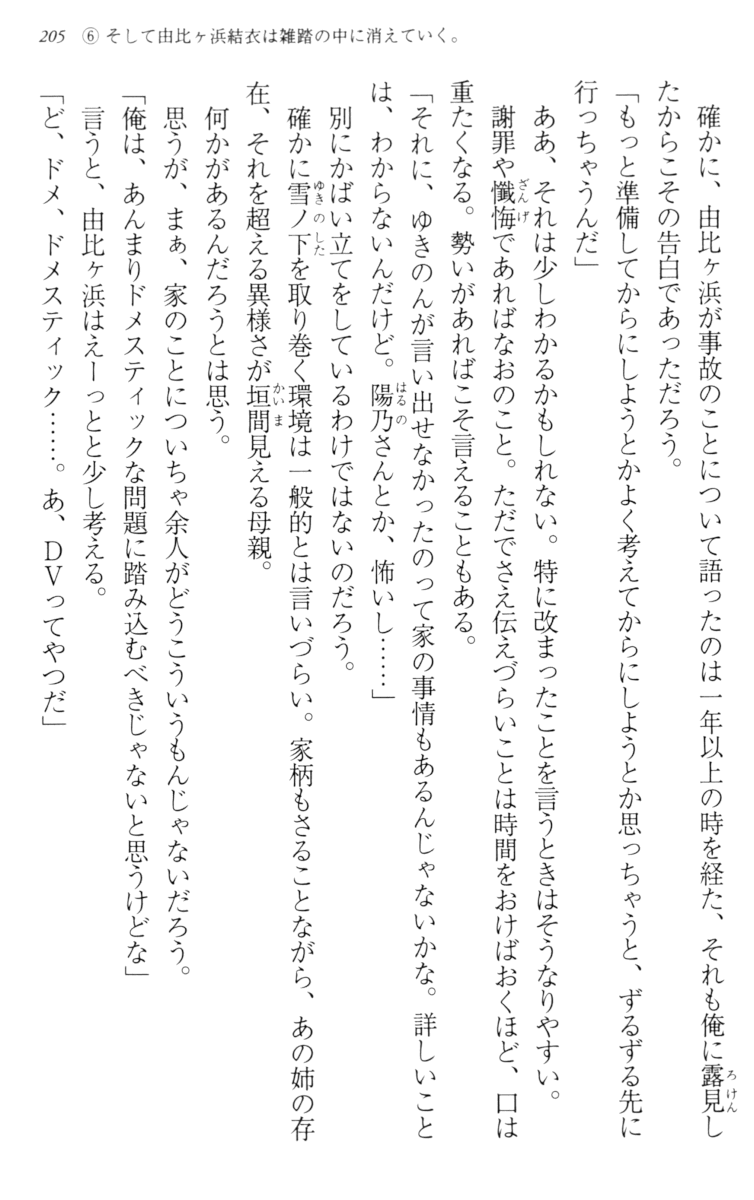 205 ⑥ そして由比ヶ浜結衣は雑踏の中に消えていく。
確かに、由比ヶ浜が事故のことについて語ったのは一年以上の時を経た、それも俺に露見し
たからこその告白であっただろう。
「もっと準備してからにしようとかよく考えてからにしようとか思っちゃうと、ずるずる先に
行っちゃうんだ」
ああ、それは少しわかるかもしれない。特に改まったことを言うときはそうなりやすい。
謝罪や懺悔であればなおのこと。ただでさえ伝えづらいことは時間をおけばおくほど、口は
重たくなる。勢いがあればこそ言えることもある。
「それに、ゆきのんが言い出せなかったのって家の事情もあるんじゃないかな。詳しいこと
は、わからないんだけど。陽乃さんとか、怖いし……」
別にかばい立てをしているわけではないのだろう。
確かに雪ノ下を取り巻く環境は一般的とは言いづらい。家柄もさることながら、あの姉の存
在、それを超える異様さが垣間見える母親。
何かがあるんだろうとは思う。
思うが、まぁ、家のことについちゃ余人がどうこういうもんじゃないだろう。
「俺は、あんまりドメスティックな問題に踏み込むべきじゃないと思うけどな」
言うと、由比ヶ浜はえーっとと少し考える。
「ど、ドメ、ドメスティック……。あ、DVってやつだ」